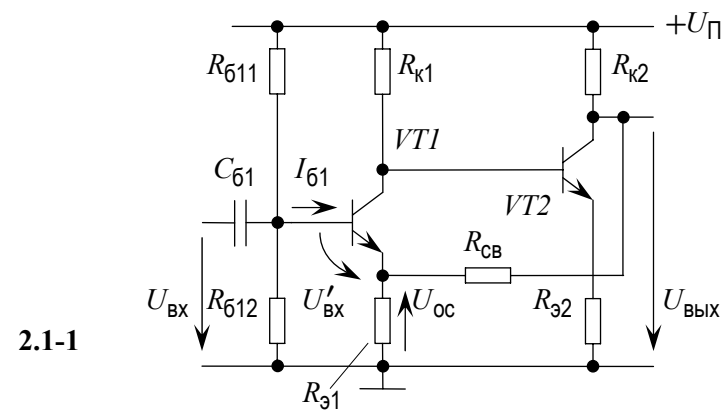 +U_П
R_б11
R_к1
R_к2
VT1
C_б1
I_б1
VT2
R_св
U_вх
R_б12
U′_вх
U_ос
R_э2
U_вых
2.1-1
R_э1